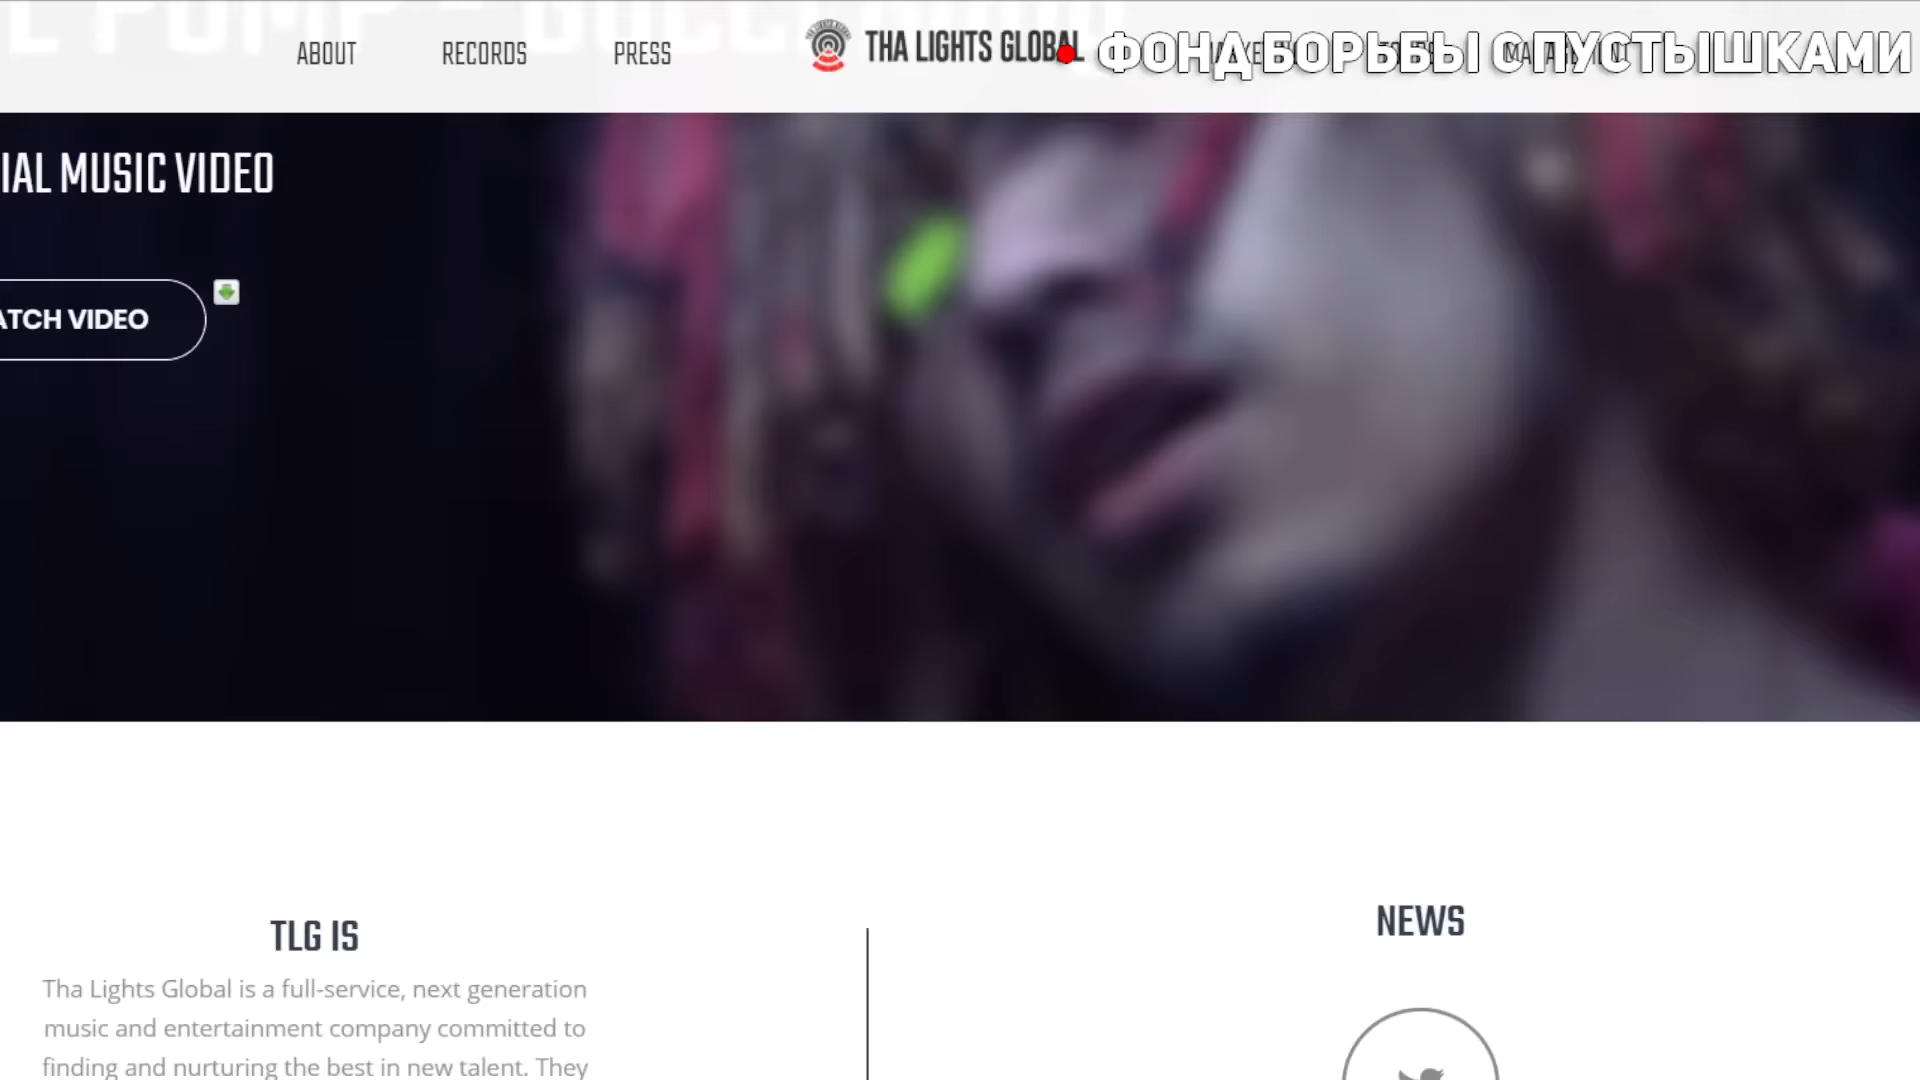 ABOUT
RECORDS
PRESS
THA LIGHTS GLOBAL
ФОНД БОРЬБЫ С ПУСТЫШКАМИ
IAL MUSIC VIDEO
ATCH VIDEO
TLG IS
Tha Lights Global is a full-service, next generation
music and entertainment company committed to
finding and nurturing the best in new talent. They
NEWS